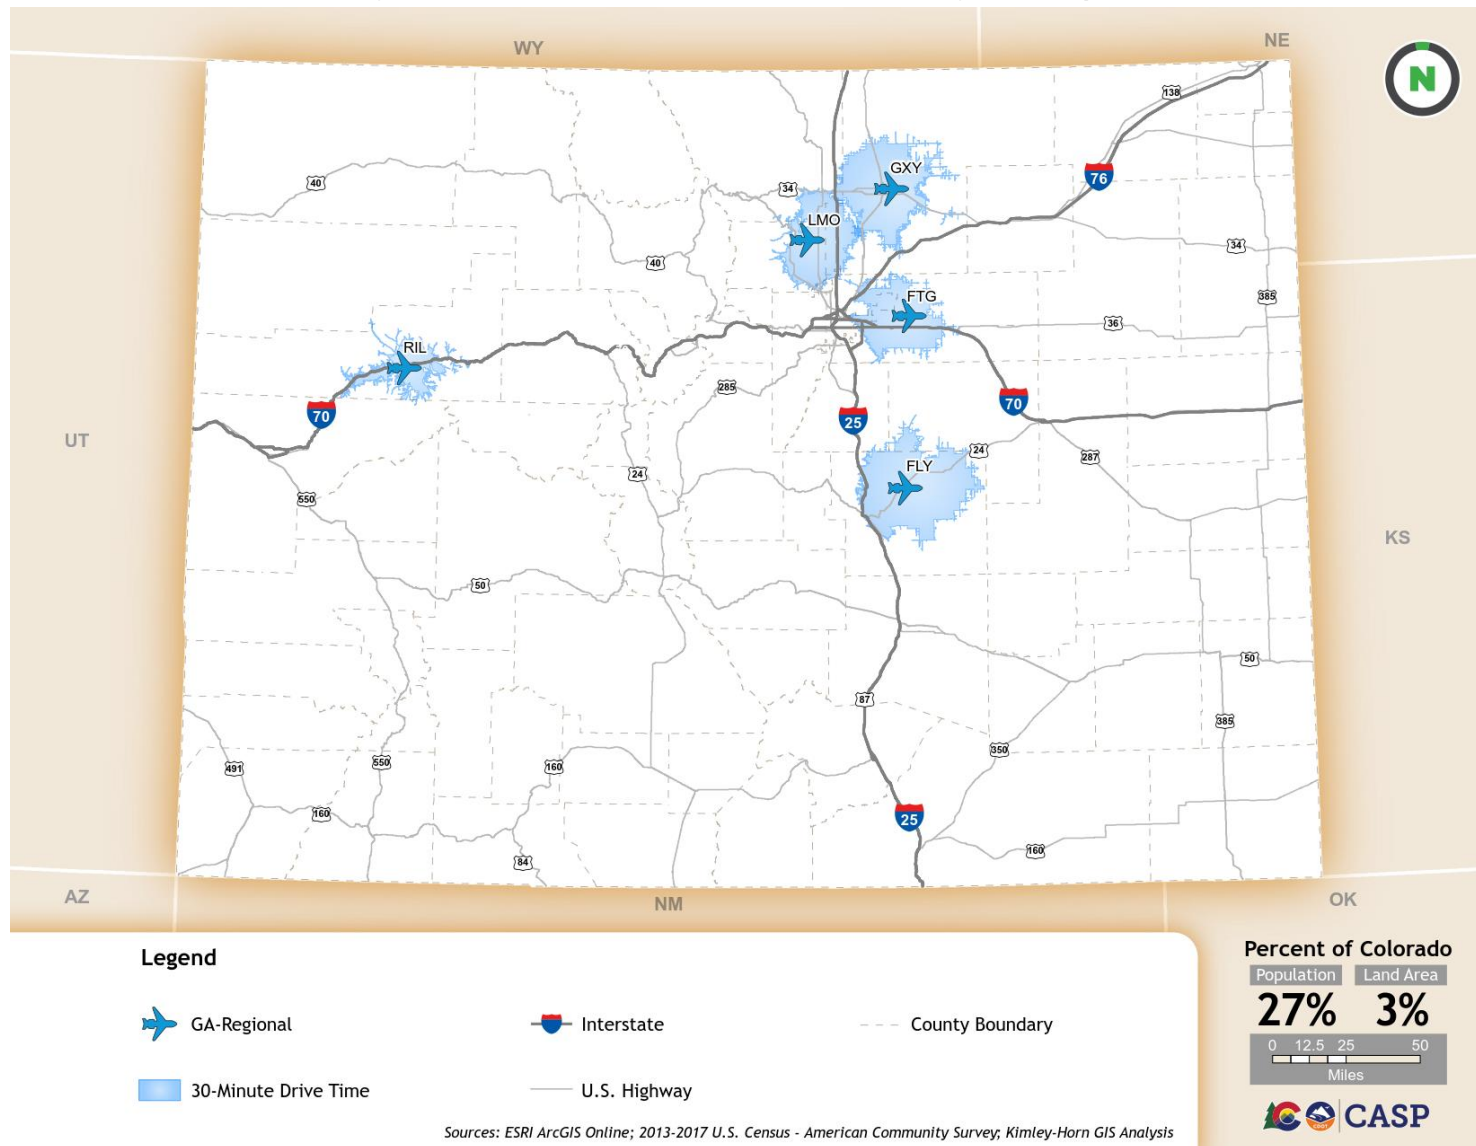 WY
NE
N
138
GXY
76
40
34
LMO
34
40
385
FTG
36
RIL
285
70
70
25
UT
24
FLY
24
287
550
KS
50
50
87
385
350
491
550
160
160
25
160
84
AZ
NM
OK
Legend
Percent of Colorado
Population Land Area
27% 3%
GA-Regional Interstate County Boundary
0 12.5 25 50
Miles
30-Minute Drive Time U.S. Highway
CDOT CASP
Sources: ESRI ArcGIS Online; 2013-2017 U.S. Census - American Community Survey; Kimley-Horn GIS Analysis